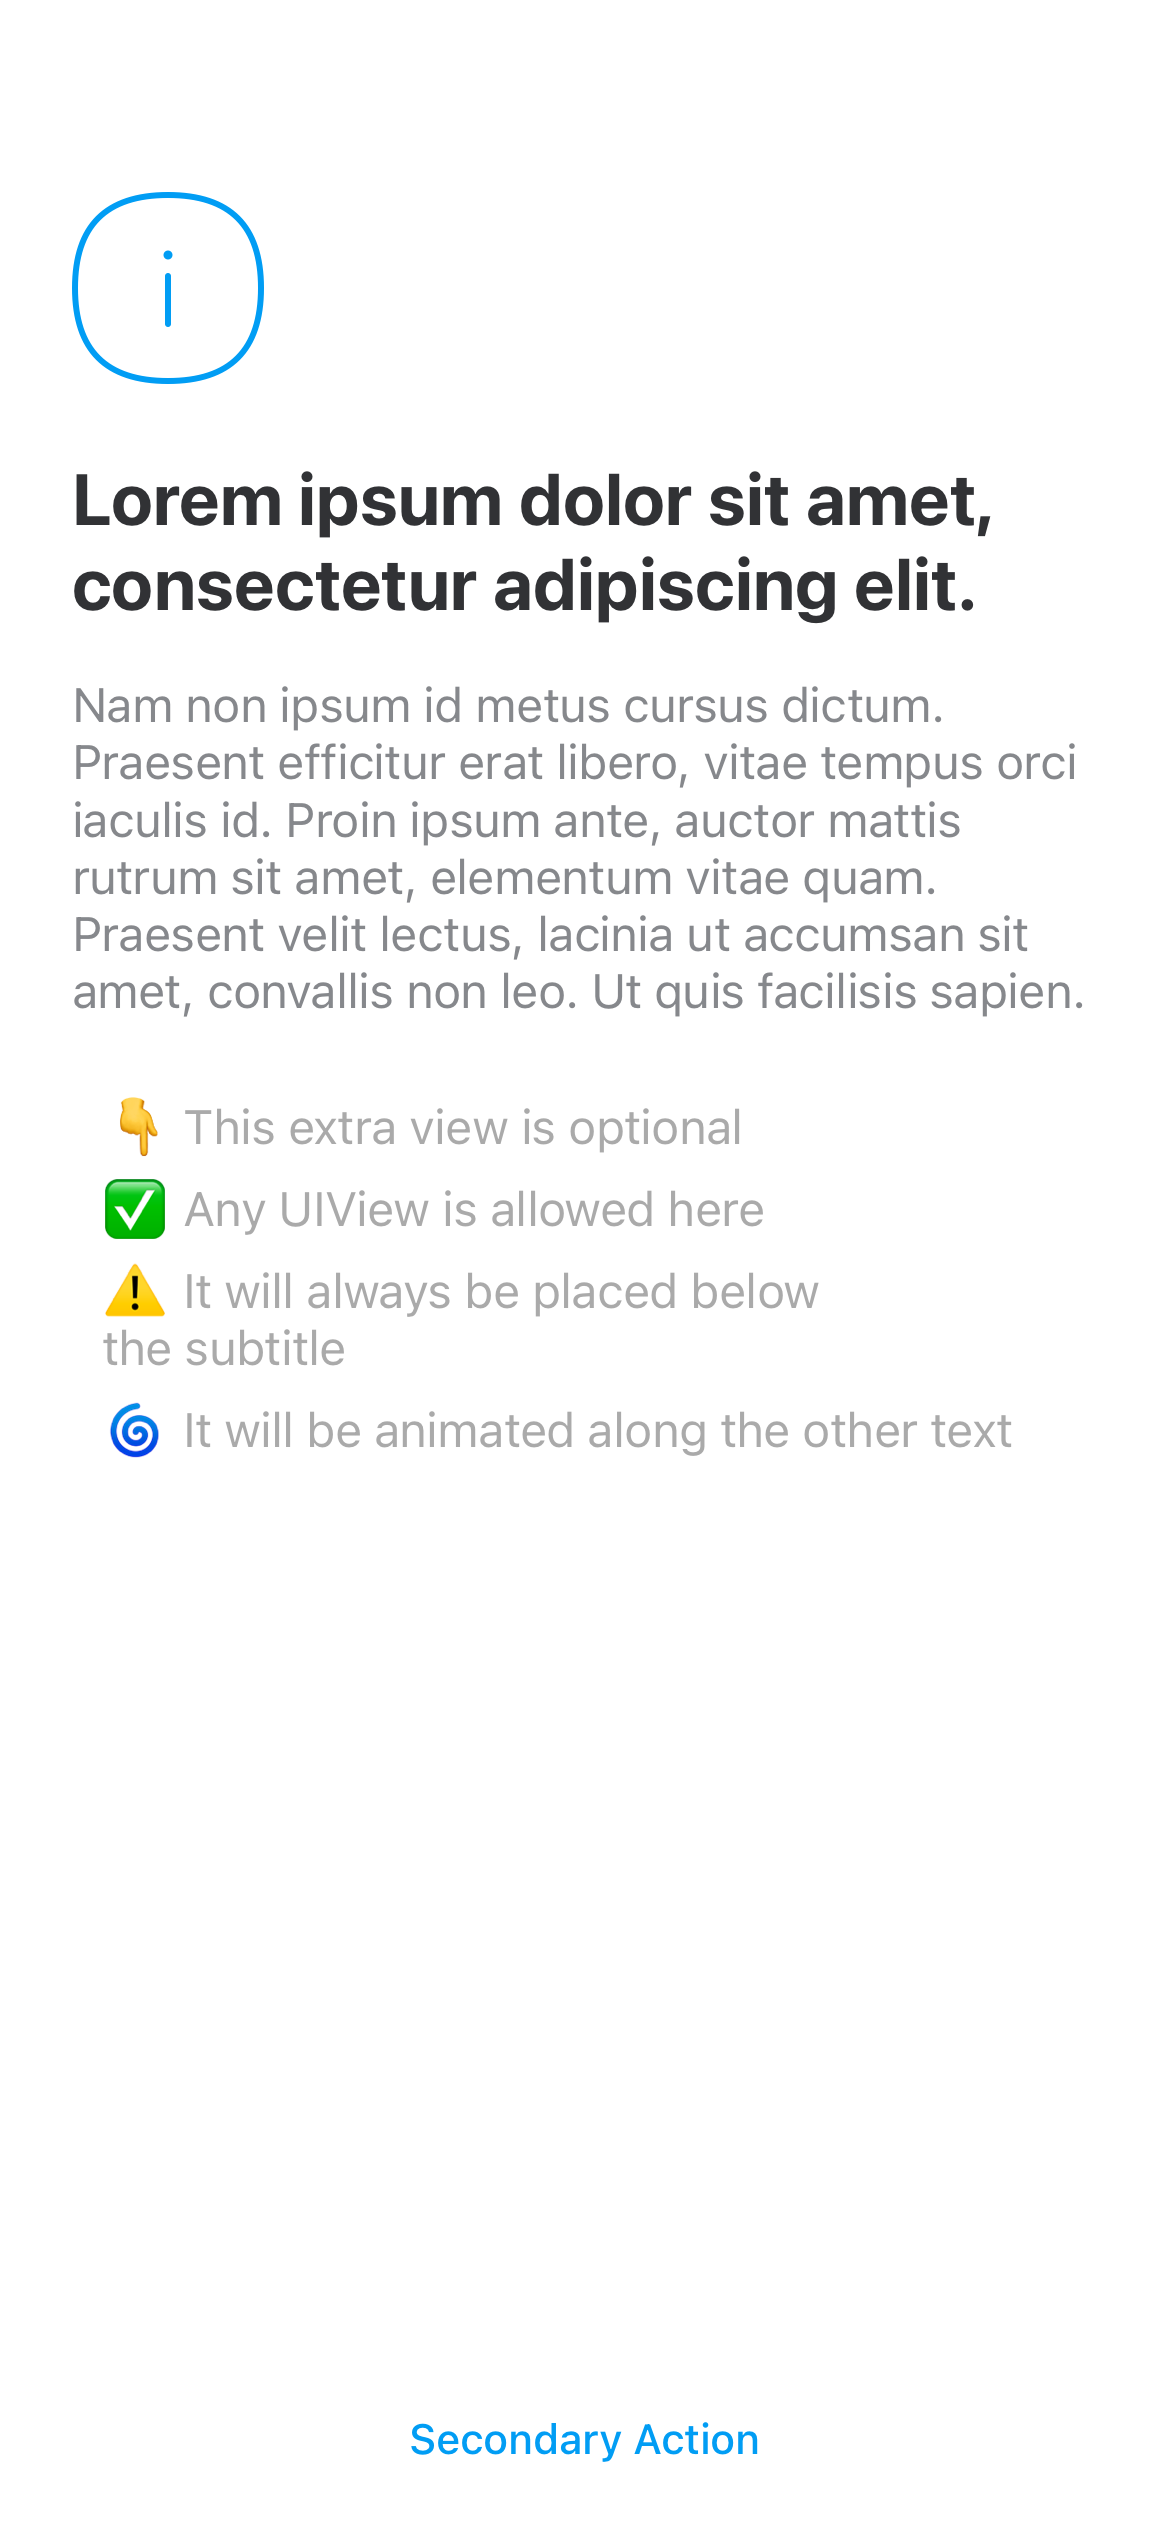 Lorem ipsum dolor sit amet,
consectetur adipiscing elit.
Nam non ipsum id metus cursus dictum.
Praesent efficitur erat libero, vitae tempus orci
iaculis id. Proin ipsum ante, auctor mattis
rutrum sit amet, elementum vitae quam.
Praesent velit lectus, lacinia ut accumsan sit
amet, convallis non leo. Ut quis facilisis sapien.
👇 This extra view is optional
✅ Any UIView is allowed here
⚠️ It will always be placed below
the subtitle
🌀 It will be animated along the other text
Secondary Action